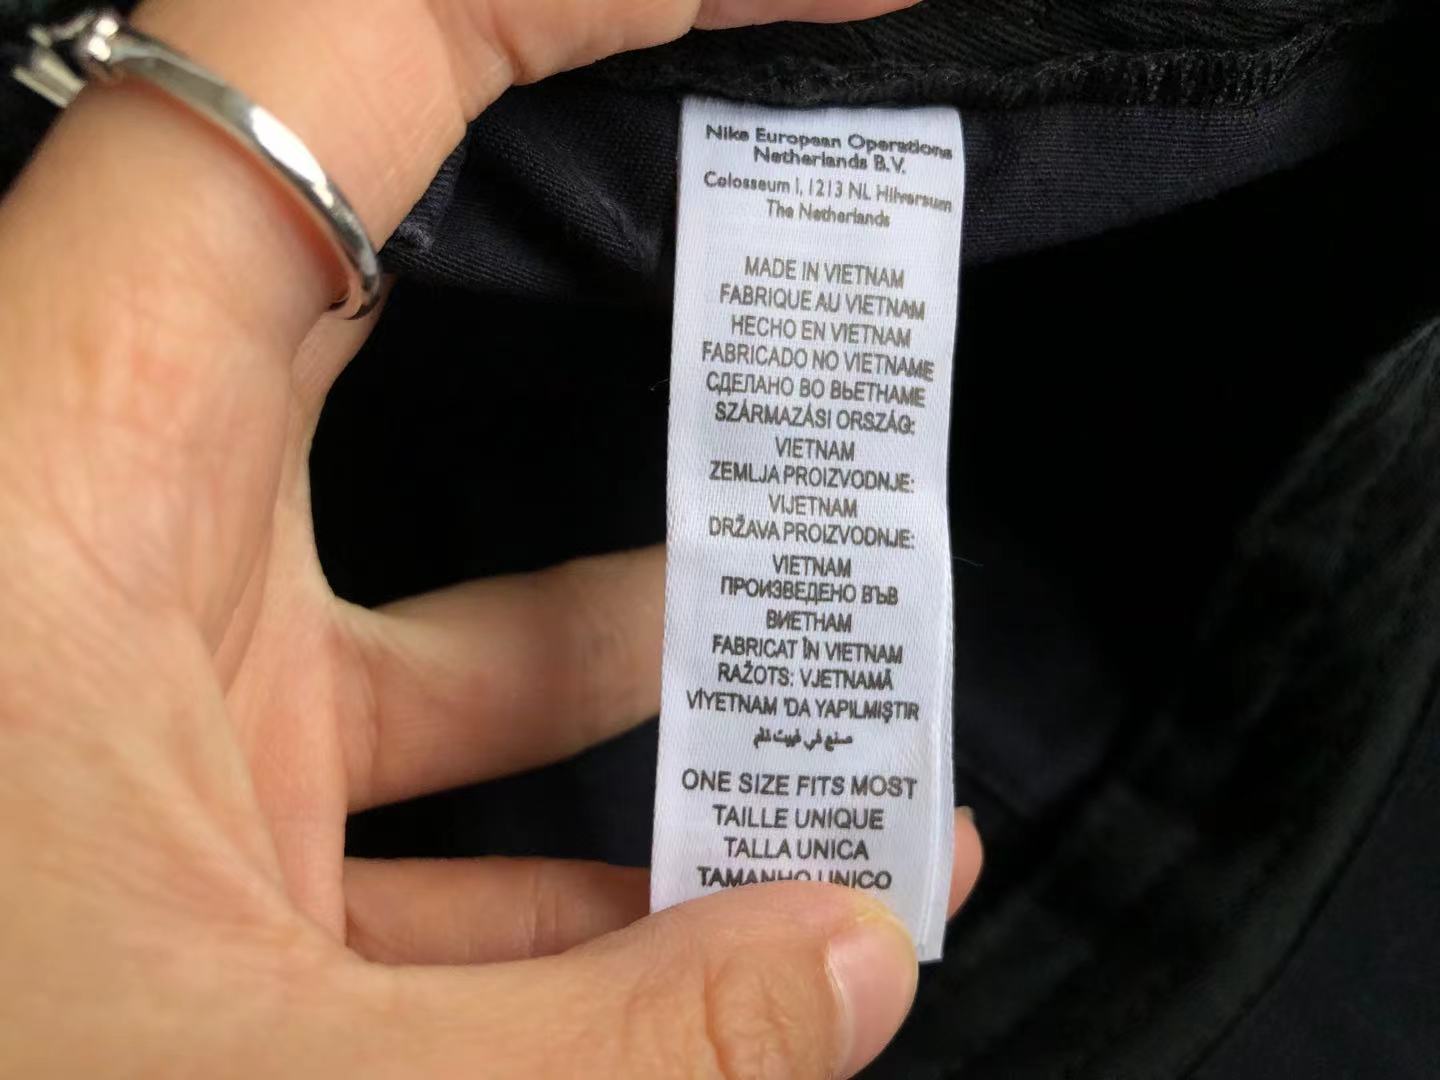 Nike European Operations
Netherlands B.V.
Colosseum 1, 1213 NL Hilversum
The Netherlands
MADE IN VIETNAM
FABRIQUE AU VIETNAM
HECHO EN VIETNAM
FABRICADO NO VIETNAME
СДЕЛАНО ВО ВЬЕТНАМЕ
SZÁRMAZÁSI ORSZÁG:
VIETNAM
ZEMLJA PROIZVODNJE:
VIJETNAM
DRŽAVA PROIZVODNJE:
VIETNAM
ПРОИЗВЕДЕНО ВЪВ
ВИЕТНАМ
FABRICAT ÎN VIETNAM
RAŽOTS: VJETNAMĀ
VİYETNAM 'DA YAPILMIŞTIR
صنع في فييت نام
ONE SIZE FITS MOST
TAILLE UNIQUE
TALLA UNICA
TAMANHO UNICO